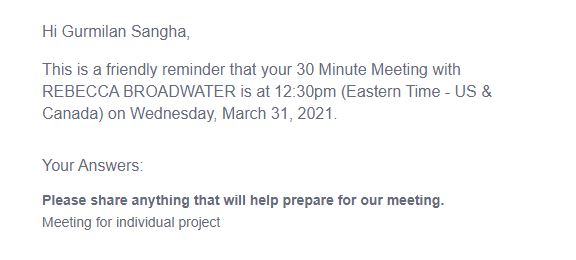 Hi Gurmilan Sangha,
This is a friendly reminder that your 30 Minute Meeting with
REBECCA BROADWATER is at 12:30pm (Eastern Time - US &
Canada) on Wednesday, March 31, 2021.
Your Answers:
Please share anything that will help prepare for our meeting.
Meeting for individual project